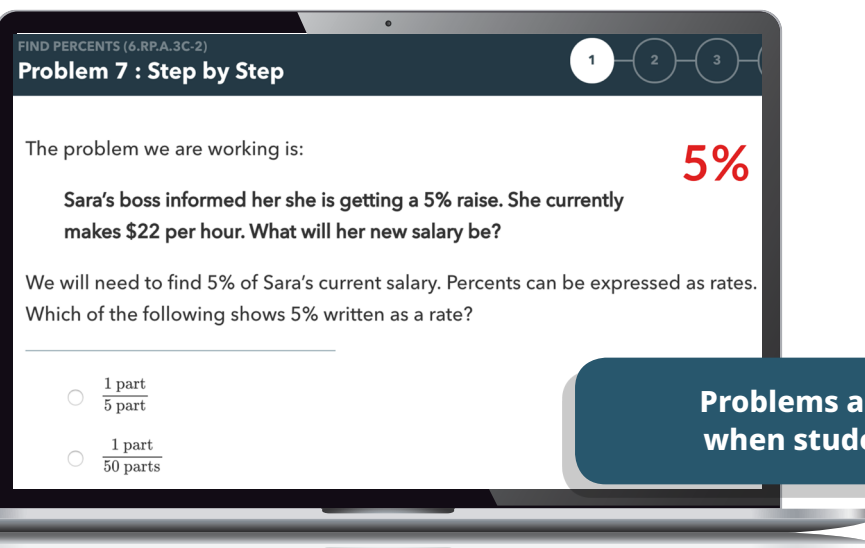 FIND PERCENTS (6.RP.A.3C-2)
Problem 7 : Step by Step
1 2 3
The problem we are working is:
5%
Sara's boss informed her she is getting a 5% raise. She currently
makes $22 per hour. What will her new salary be?
We will need to find 5% of Sara's current salary. Percents can be expressed as rates.
Which of the following shows 5% written as a rate?
1 part
5 part
1 part
50 parts
Problems
when